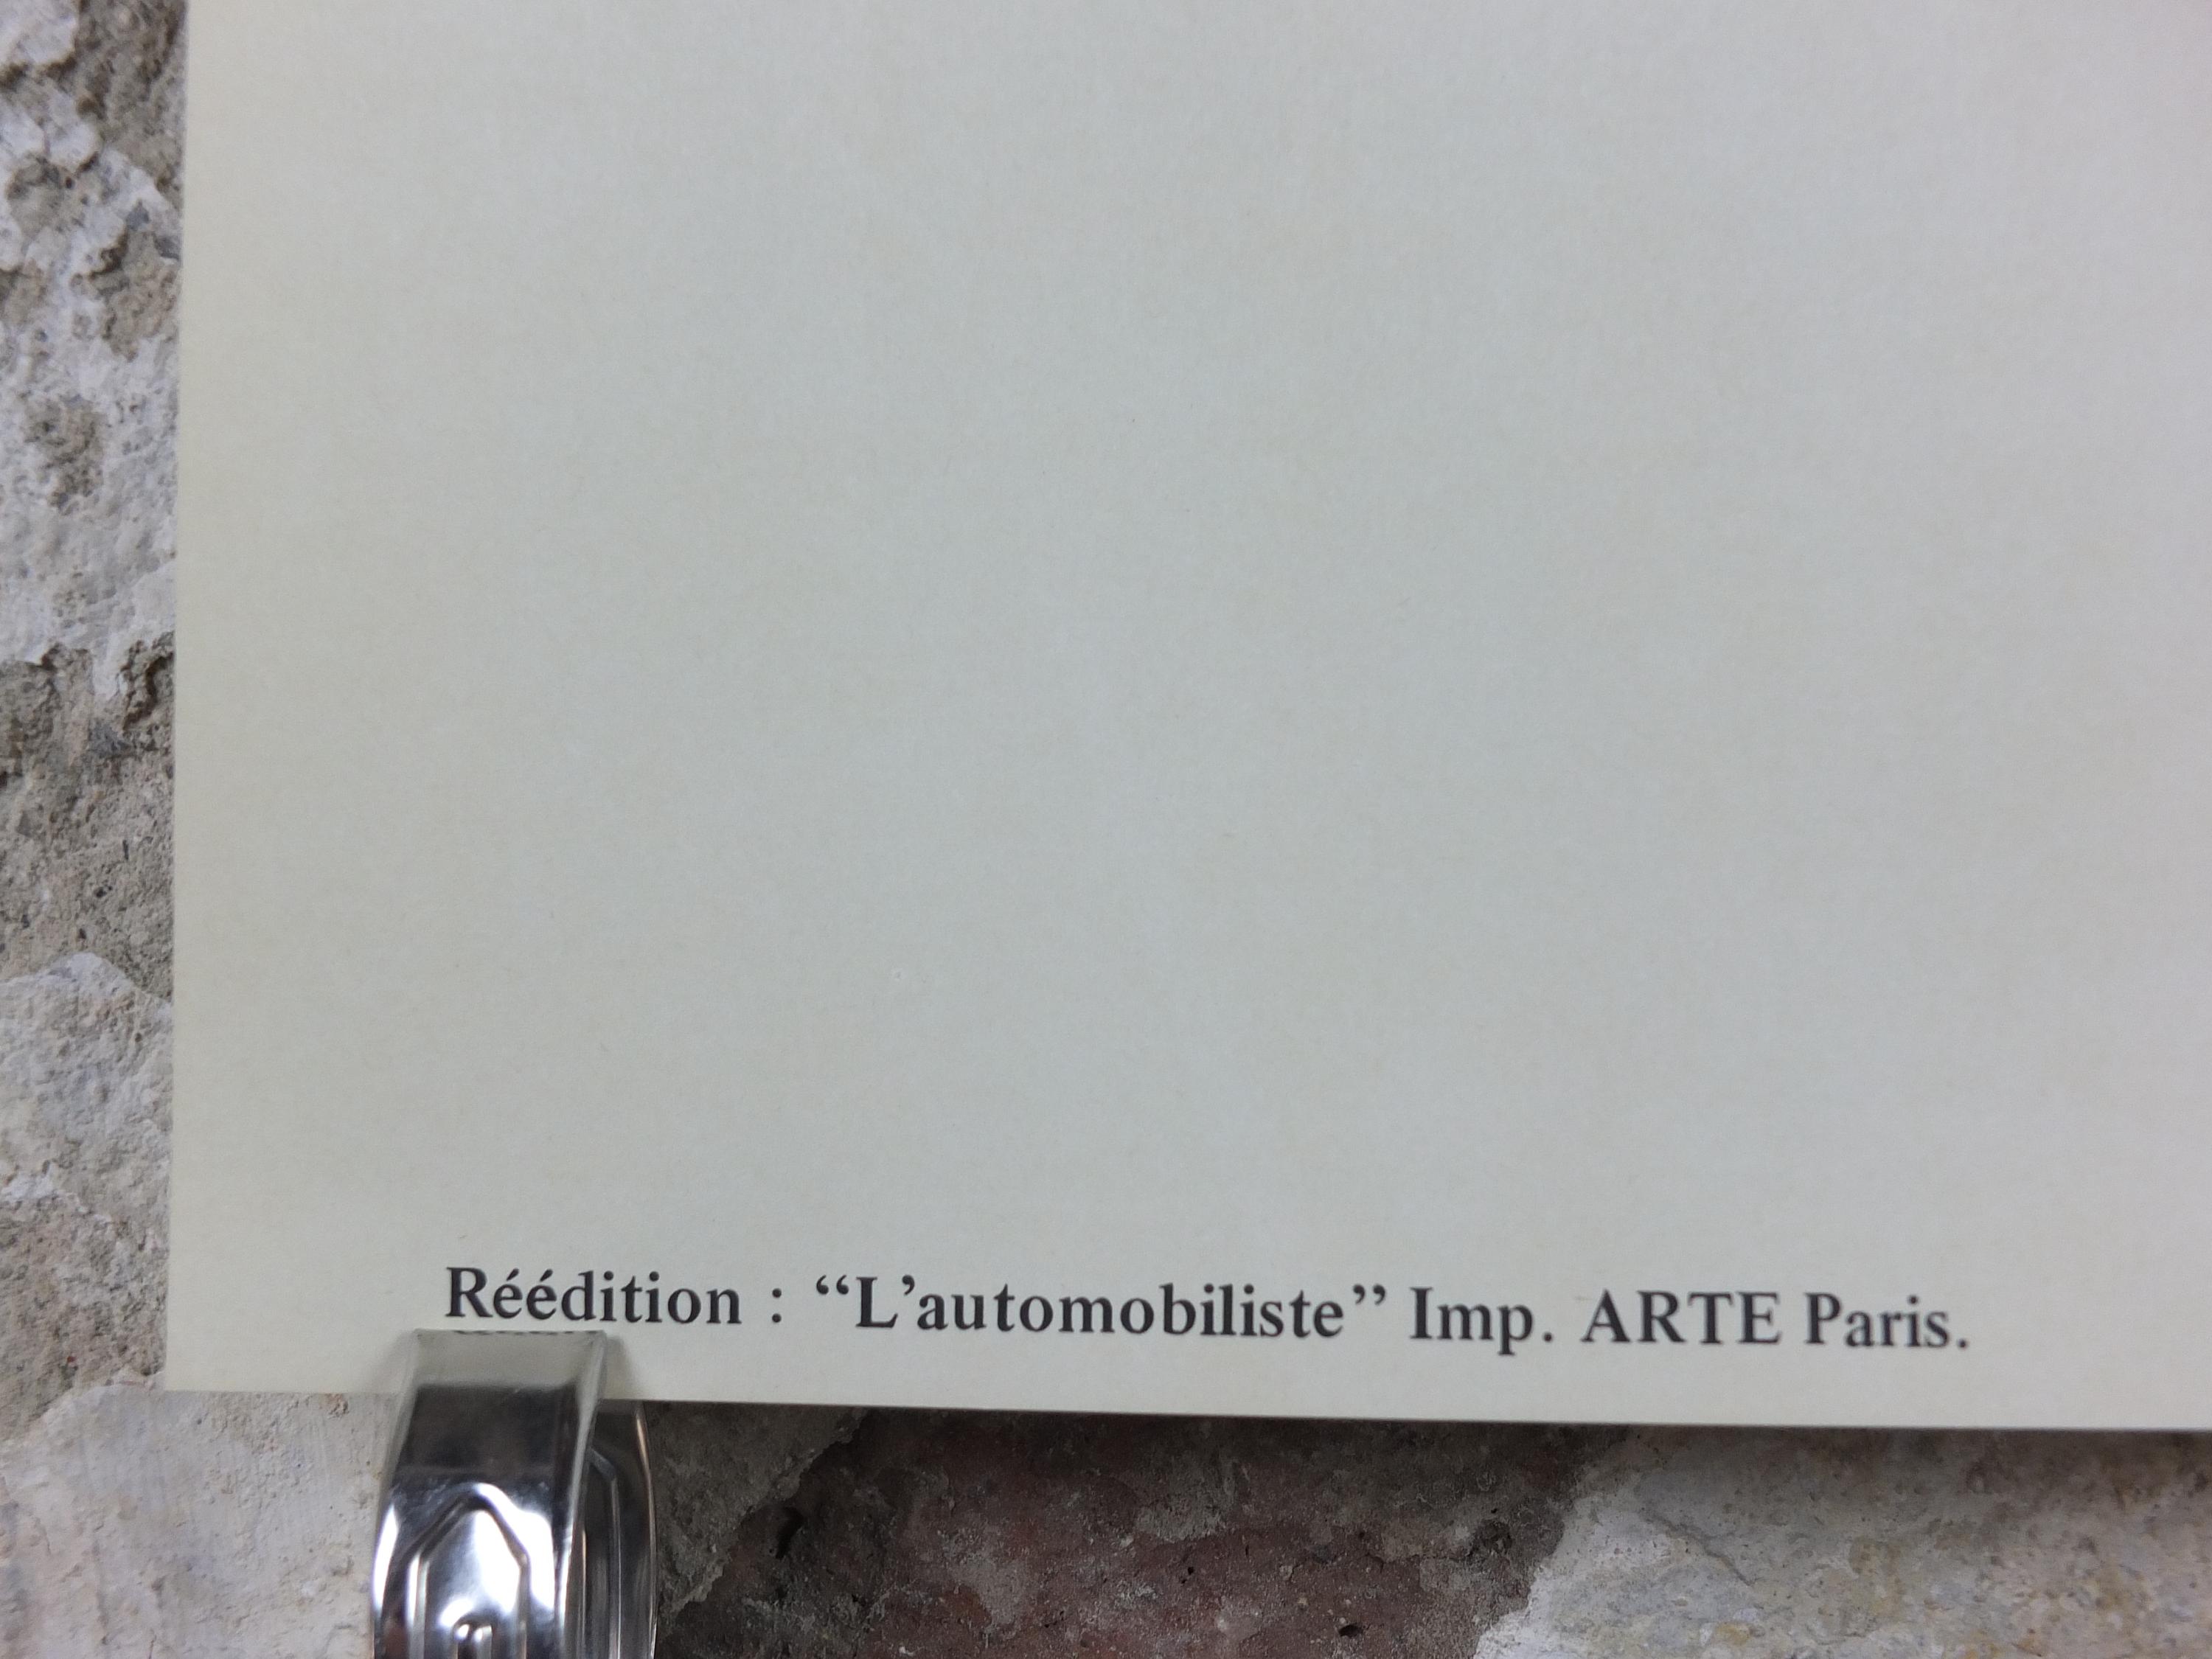 Réédition : “L’automobiliste” Imp. ARTE Paris.